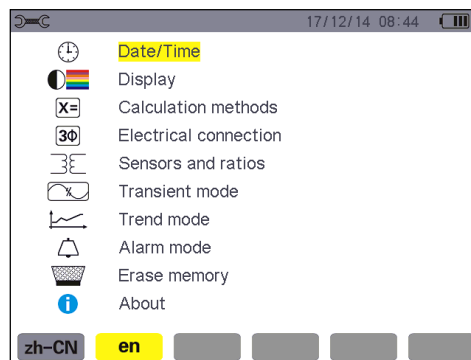 17/12/14 08:44
Date/Time
Display
X= Calculation methods
3Φ Electrical connection
Sensors and ratios
Transient mode
Trend mode
Alarm mode
Erase memory
i About
zh-CN en